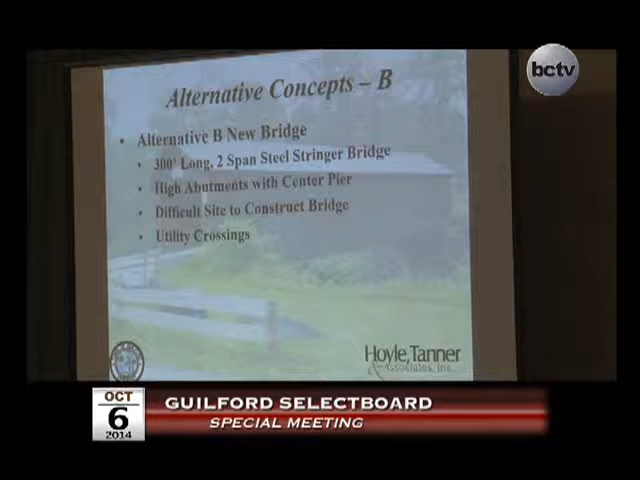 bctv
Alternative Concepts – B
• Alternative B New Bridge
• 300' Long, 2 Span Steel Stringer Bridge
• High Abutments with Center Pier
• Difficult Site to Construct Bridge
• Utility Crossings
Hoyle, Tanner
& Associates, Inc.
OCT
6
2014
GUILFORD SELECTBOARD
SPECIAL MEETING